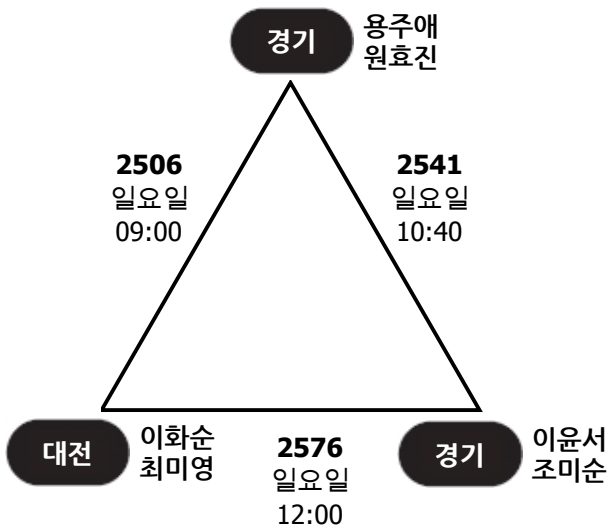 경기
용주애
원효진
2506
일요일
09:00
2541
일요일
10:40
대전
이화순
최미영
2576
일요일
12:00
경기
이윤서
조미순